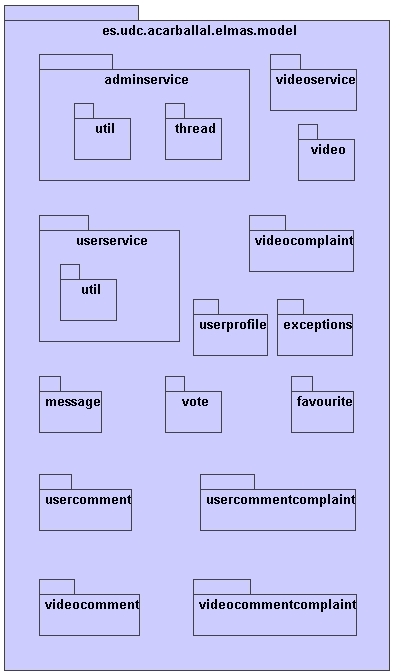 es.udc.acarballal.elmas.model
adminservice
videoservice
util
thread
video
userservice
videocomplaint
util
userprofile
exceptions
message
vote
favourite
usercomment
usercommentcomplaint
videocomment
videocommentcomplaint